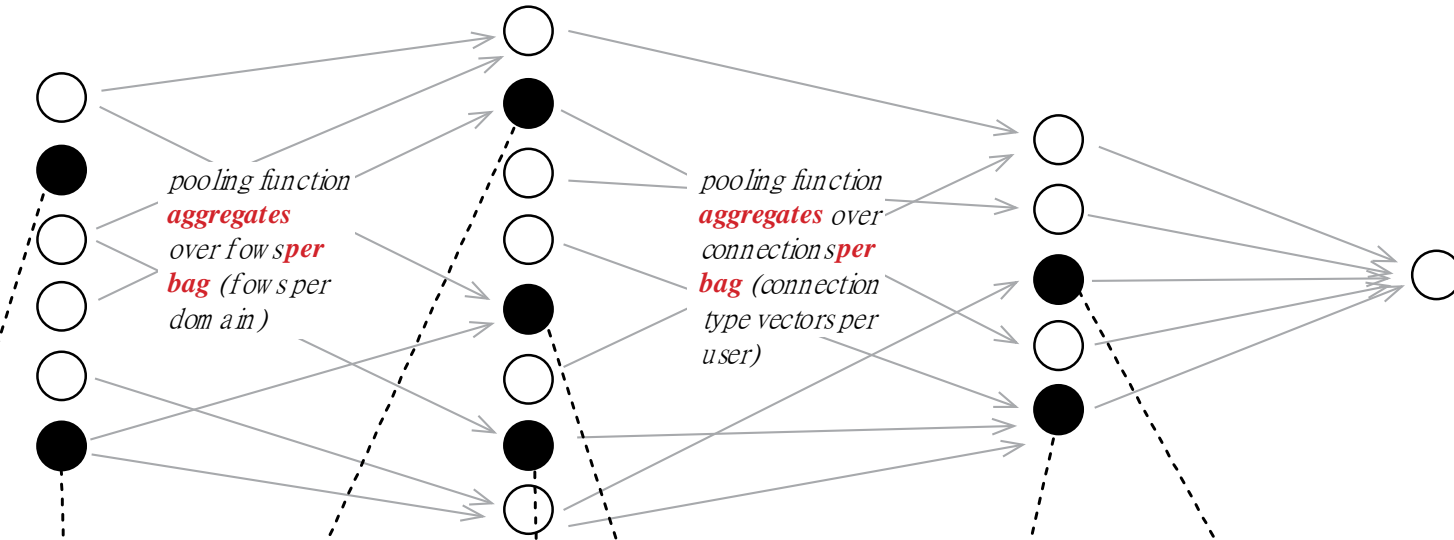 pooling function
aggregates
over fows per
bag (fows per
domain)
pooling function
aggregates over
connections per
bag (connection
type vectors per
user)